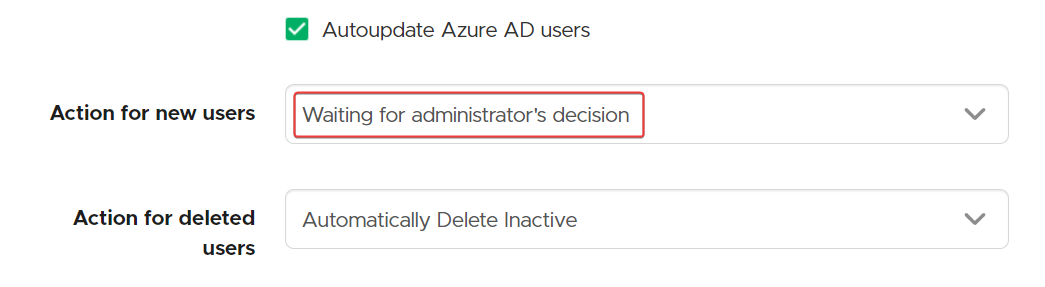 Autoupdate Azure AD users
Action for new users
Waiting for administrator's decision
Action for deleted
users
Automatically Delete Inactive